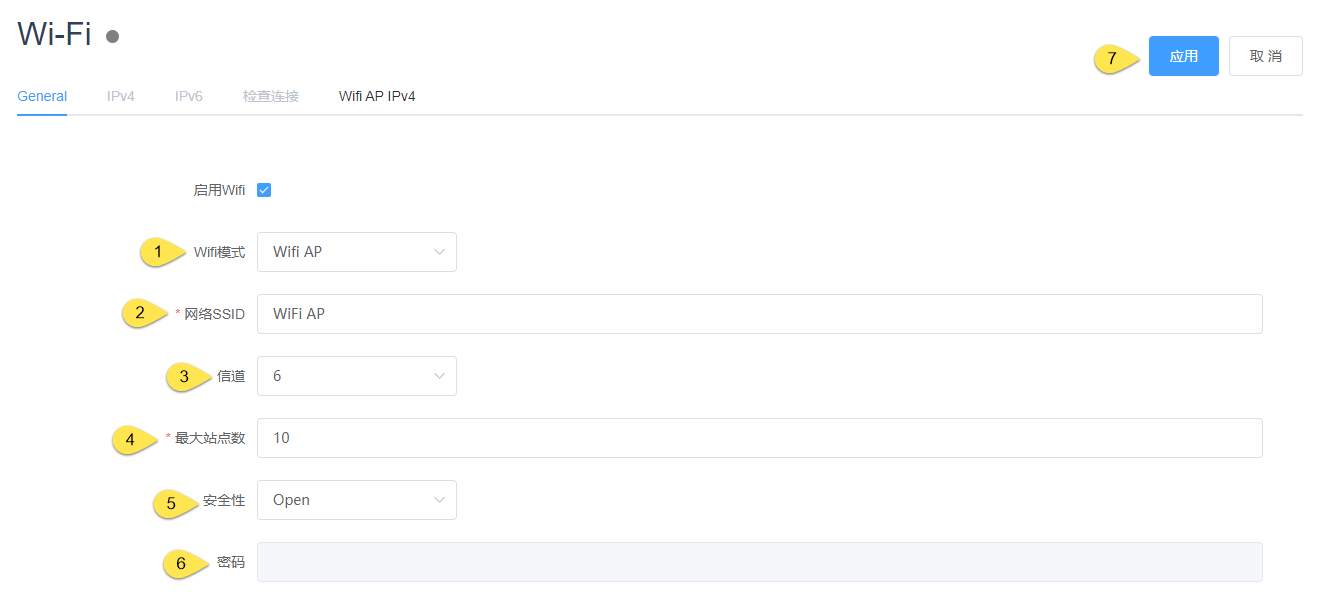 Wi-Fi
7 应用 取 消
General IPv4 IPv6 检查连接 Wifi AP IPv4
启用Wifi
1 Wifi模式 Wifi AP
2 * 网络SSID WiFi AP
3 信道 6
4 * 最大站点数 10
5 安全性 Open
6 密码